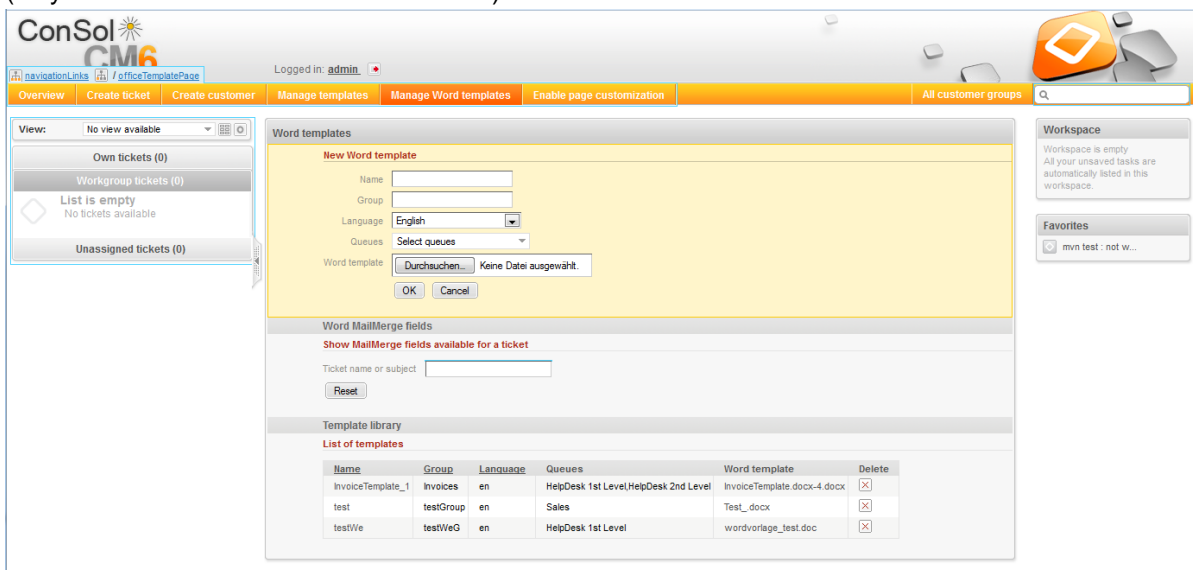 ConSol
CM6
navigationLinks / officeTemplatePage
Logged in: admin
Overview Create ticket Create customer Manage templates Manage Word templates Enable page customization All customer groups
View: No view available
Own tickets (0)
Workgroup tickets (0)
List is empty
No tickets available
Unassigned tickets (0)
Word templates
New Word template
Name
Group
Language English
Queues Select queues
Word template Durchsuchen... Keine Datei ausgewählt.
OK Cancel
Word MailMerge fields
Show MailMerge fields available for a ticket
Ticket name or subject
Reset
Template library
List of templates
Name Group Language Queues Word template Delete
InvoiceTemplate_1 Invoices en HelpDesk 1st Level,HelpDesk 2nd Level InvoiceTemplate.docx-4.docx
test testGroup en Sales Test_.docx
testWe testWeG en HelpDesk 1st Level wordvorlage_test.doc
Workspace
Workspace is empty
All your unsaved tasks are
automatically listed in this
workspace.
Favorites
mvn test : not w...